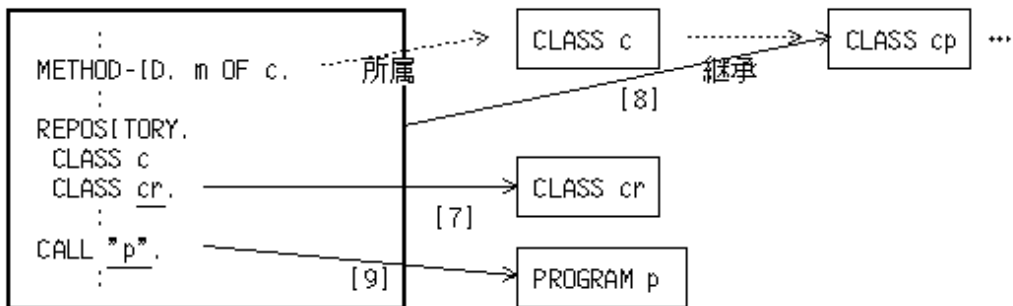 :
METHOD-ID. m OF c.
:
REPOSITORY.
CLASS c
CLASS cr.
:
CALL "p".
:
所属
CLASS c
継承
CLASS cp
…
[8]
CLASS cr
[7]
[9]
PROGRAM p